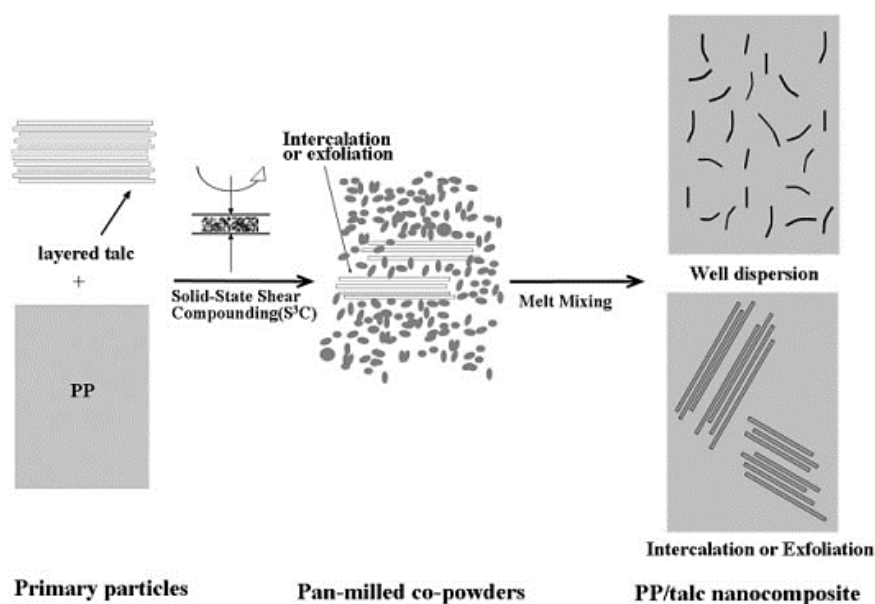 layered talc
+
PP
Primary particles
Solid-State Shear
Compounding(S³C)
Intercalation
or exfoliation
Pan-milled co-powders
Melt Mixing
Well dispersion
Intercalation or Exfoliation
PP/talc nanocomposite